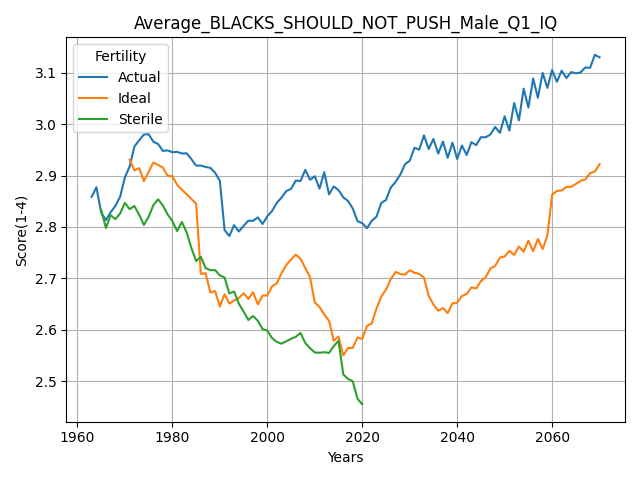 Average_BLACKS_SHOULD_NOT_PUSH_Male_Q1_IQ
Fertility
Actual
Ideal
Sterile
3.1
3.0
2.9
2.8
2.7
2.6
2.5
Score(1-4)
1960
1980
2000
2020
2040
2060
Years